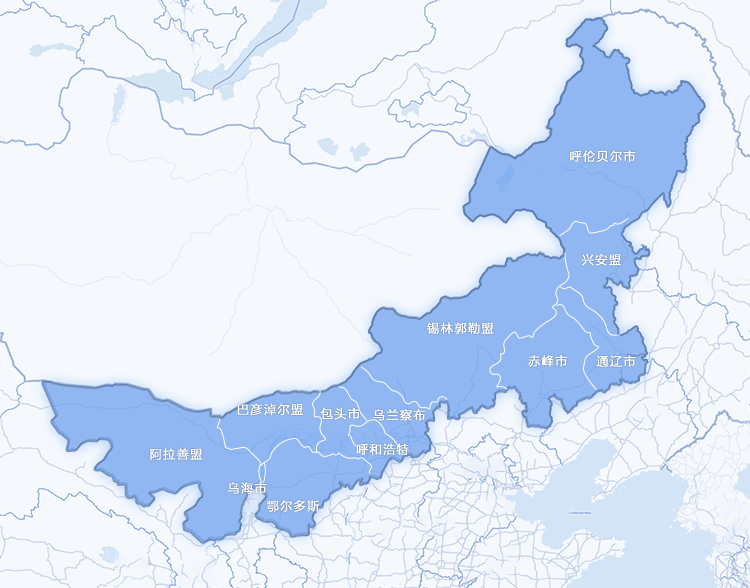 呼伦贝尔市
兴安盟
锡林郭勒盟
赤峰市
通辽市
巴彦淖尔盟
包头市
乌兰察布
呼和浩特
阿拉善盟
乌海市
鄂尔多斯